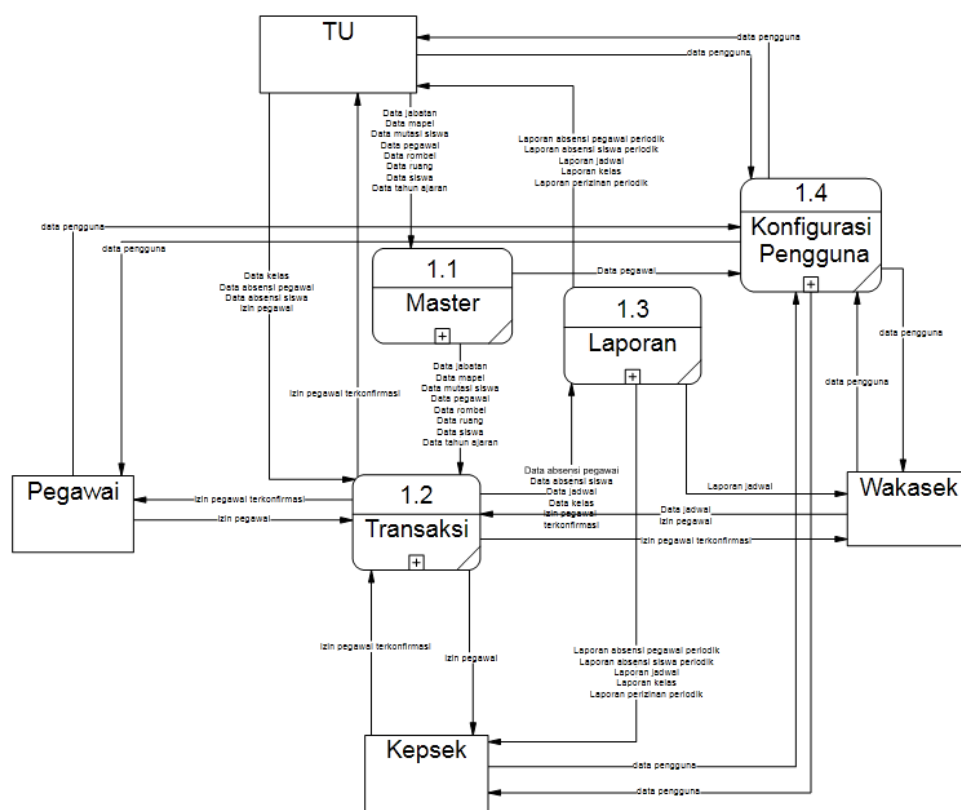 TU
data pengguna
data pengguna
Data jabatan
Data mapel
Data mutasi siswa
Data pegawai
Data rombel
Data ruang
Data siswa
Data tahun ajaran
Laporan absensi pegawai periodik
Laporan absensi siswa periodik
Laporan jadwal
Laporan kelas
Laporan perizinan periodik
1.4
Konfigurasi
Pengguna
data pengguna
data pengguna
1.1
Master
Data pegawai
Data kelas
Data absensi pegawai
Data absensi siswa
Izin pegawai
1.3
Laporan
data pengguna
data pengguna
Izin pegawai terkonfirmasi
Data jabatan
Data mapel
Data mutasi siswa
Data pegawai
Data rombel
Data ruang
Data siswa
Data tahun ajaran
Pegawai
Izin pegawai terkonfirmasi
Izin pegawai
1.2
Transaksi
Data absensi pegawai
Data absensi siswa
Data jadwal
Data kelas
Izin pegawai
terkonfirmasi
Laporan jadwal
Wakasek
Data jadwal
Izin pegawai
Izin pegawai terkonfirmasi
Izin pegawai terkonfirmasi
Izin pegawai
Laporan absensi pegawai periodik
Laporan absensi siswa periodik
Laporan jadwal
Laporan kelas
Laporan perizinan periodik
Kepsek
data pengguna
data pengguna